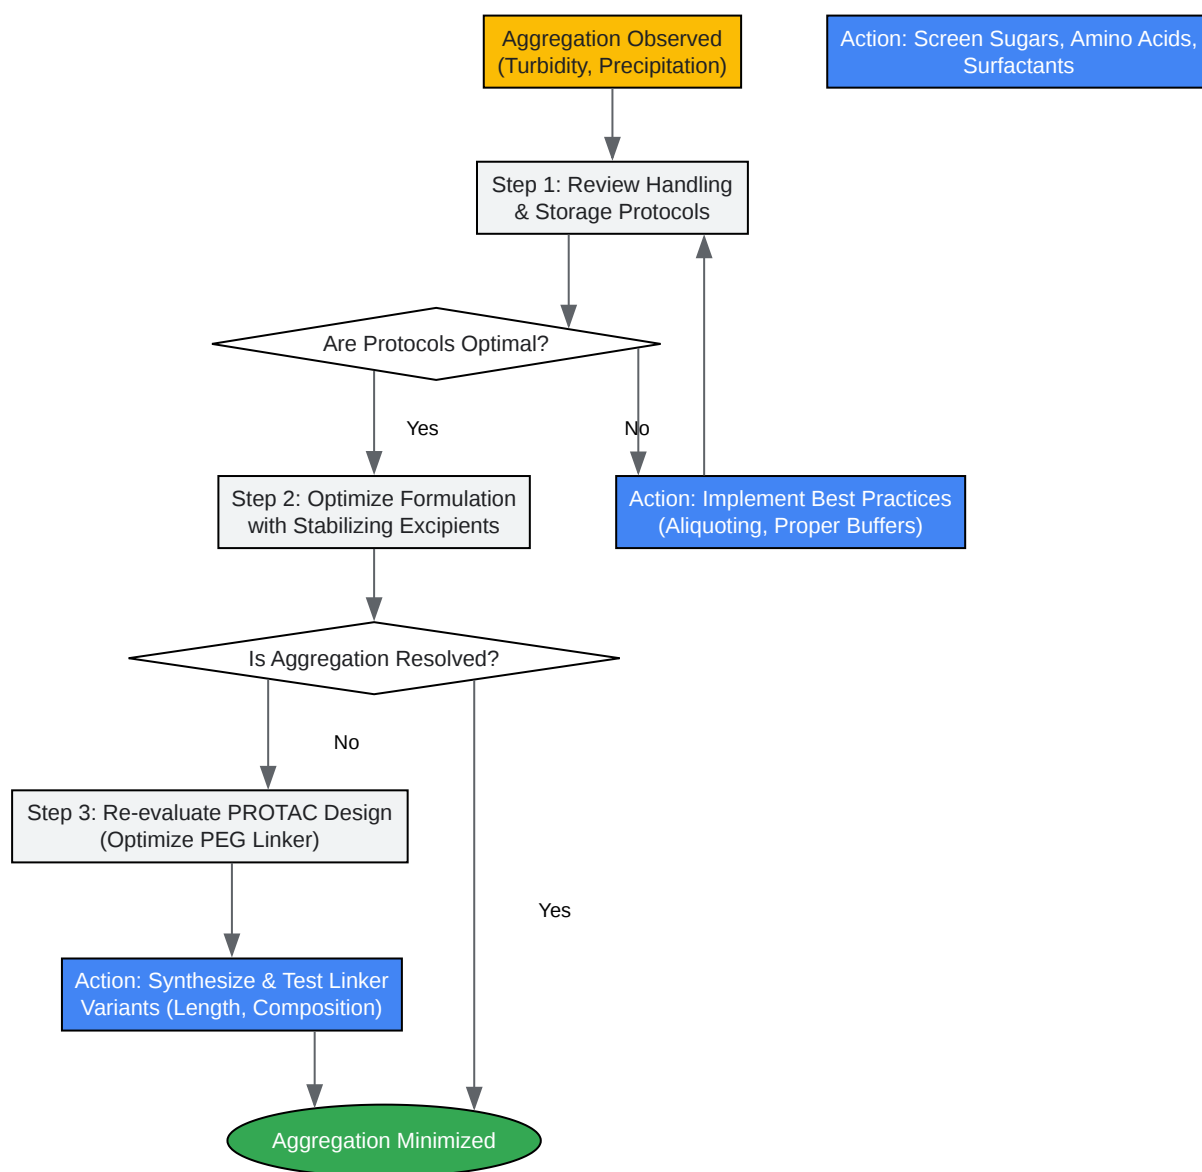 Aggregation Observed
(Turbidity, Precipitation)
Action: Screen Sugars, Amino Acids,
Surfactants
Step 1: Review Handling
& Storage Protocols
Are Protocols Optimal?
Yes
No
Step 2: Optimize Formulation
with Stabilizing Excipients
Action: Implement Best Practices
(Aliquoting, Proper Buffers)
Is Aggregation Resolved?
No
Step 3: Re-evaluate PROTAC Design
(Optimize PEG Linker)
Yes
Action: Synthesize & Test Linker
Variants (Length, Composition)
Aggregation Minimized